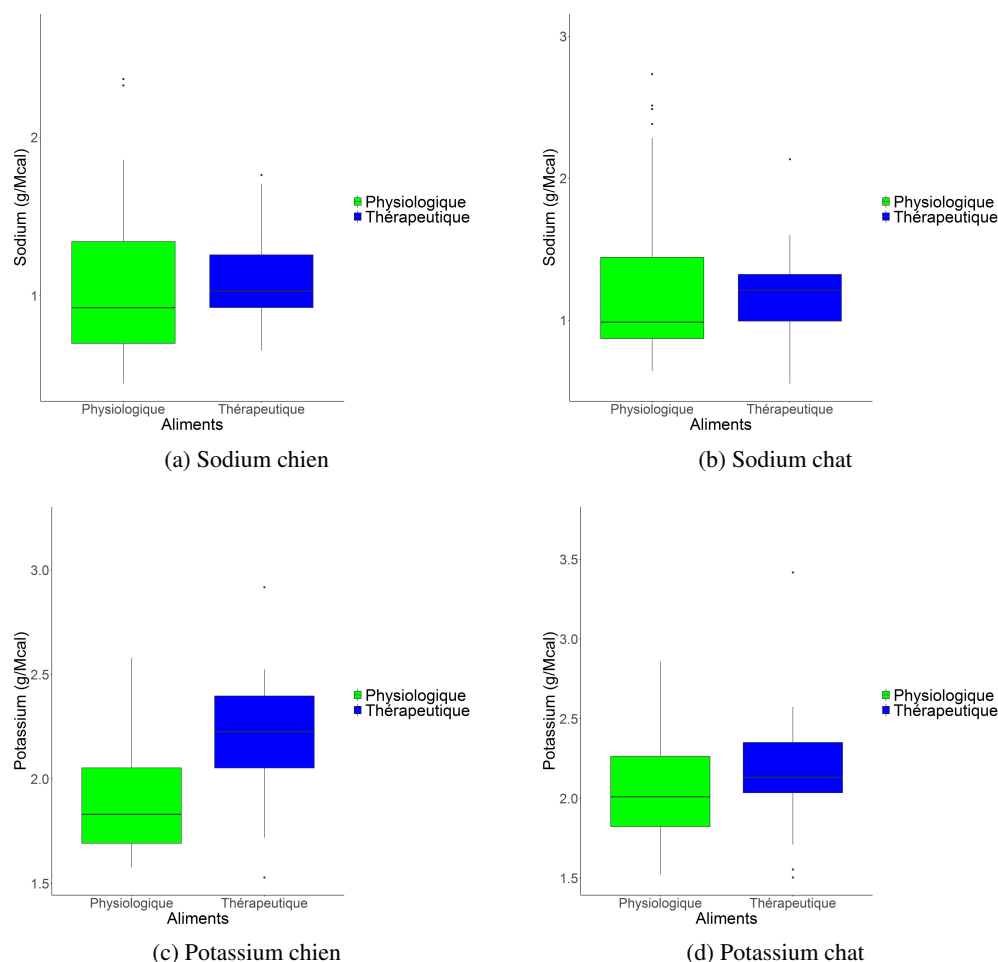 2
1
Sodium (g/Mcal)
Physiologique
Thérapeutique
Aliments
Physiologique
Thérapeutique
(a) Sodium chien
3
2
1
Sodium (g/Mcal)
Physiologique
Thérapeutique
Aliments
Physiologique
Thérapeutique
(b) Sodium chat
3.0
2.5
2.0
1.5
Potassium (g/Mcal)
Physiologique
Thérapeutique
Aliments
Physiologique
Thérapeutique
(c) Potassium chien
3.5
3.0
2.5
2.0
1.5
Potassium (g/Mcal)
Physiologique
Thérapeutique
Aliments
Physiologique
Thérapeutique
(d) Potassium chat